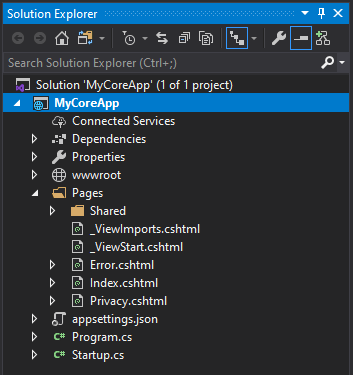 Solution Explorer
Search Solution Explorer (Ctrl+;)
Solution 'MyCoreApp' (1 of 1 project)
MyCoreApp
Connected Services
Dependencies
Properties
wwwroot
Pages
Shared
_ViewImports.cshtml
_ViewStart.cshtml
Error.cshtml
Index.cshtml
Privacy.cshtml
appsettings.json
C# Program.cs
C# Startup.cs